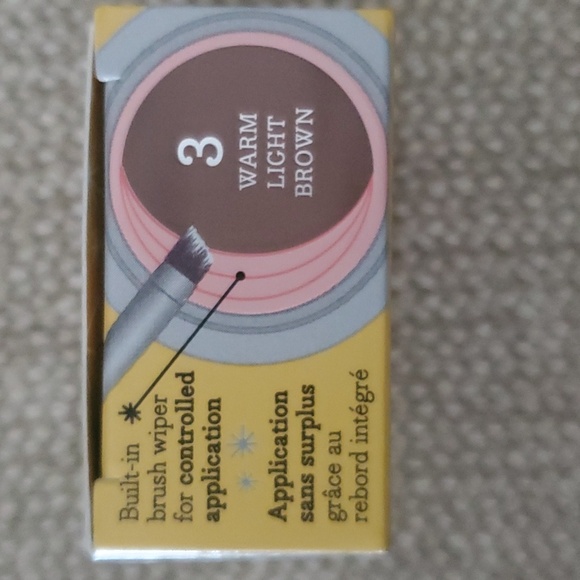 3
WARM
LIGHT
BROWN
Built-in
brush wiper
for controlled
application
Application
sans surplus
grâce au
rebord intégré